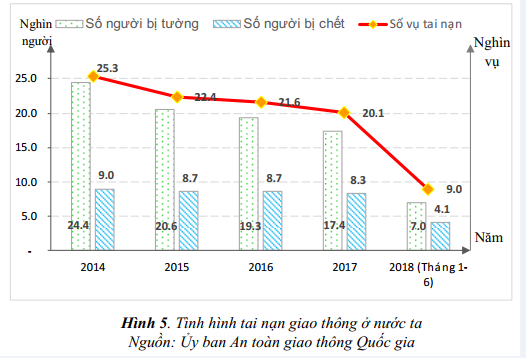 Nghìn người
Số người bị tường
Số người bị chết
Số vụ tai nạn
Nghìn vụ
25.3
22.4
21.6
20.1
9.0
25.0
20.0
15.0
10.0
5.0
-
9.0
8.7
8.7
8.3
4.1
24.4
20.6
19.3
17.4
7.0
Năm
2014
2015
2016
2017
2018 (Tháng 1-
6)
Hình 5. Tình hình tai nạn giao thông ở nước ta
Nguồn: Ủy ban An toàn giao thông Quốc gia